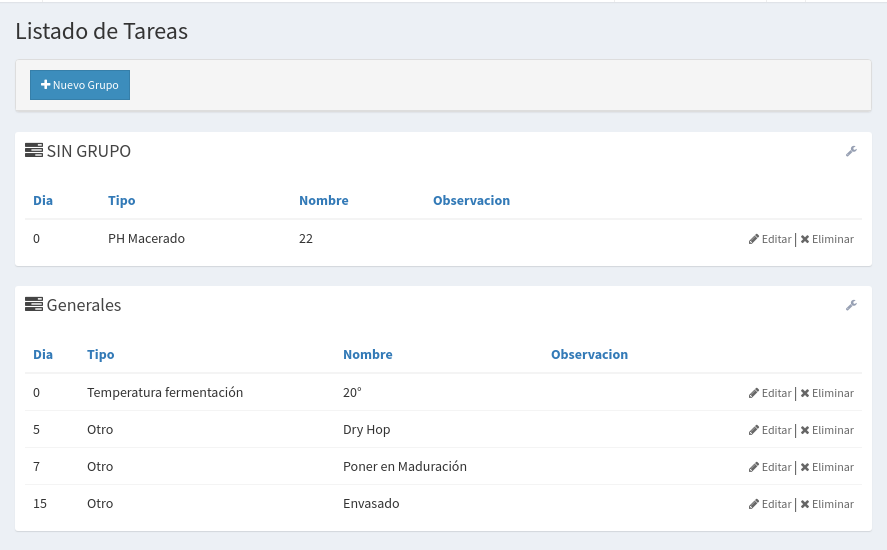 Listado de Tareas
Nuevo Grupo
SIN GRUPO
Dia Tipo Nombre Observacion
0 PH Macerado 22 Editar | Eliminar
Generales
Dia Tipo Nombre Observacion
0 Temperatura fermentación 20° Editar | Eliminar
5 Otro Dry Hop Editar | Eliminar
7 Otro Poner en Maduración Editar | Eliminar
15 Otro Envasado Editar | Eliminar